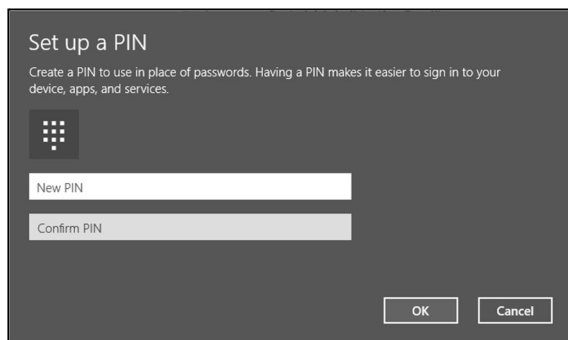 Set up a PIN
Create a PIN to use in place of passwords. Having a PIN makes it easier to sign in to your
device, apps, and services.
New PIN
Confirm PIN
OK
Cancel